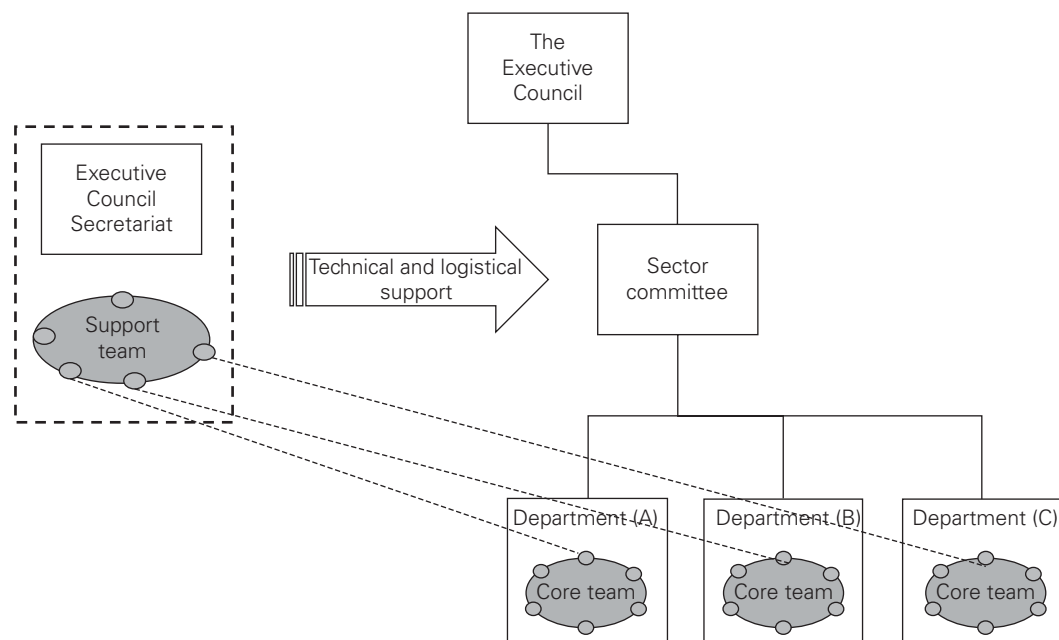 The
Executive
Council
Executive
Council
Secretariat
Technical and logistical
support
Sector
committee
Support
team
Department (A)
Department (B)
Department (C)
Core team
Core team
Core team